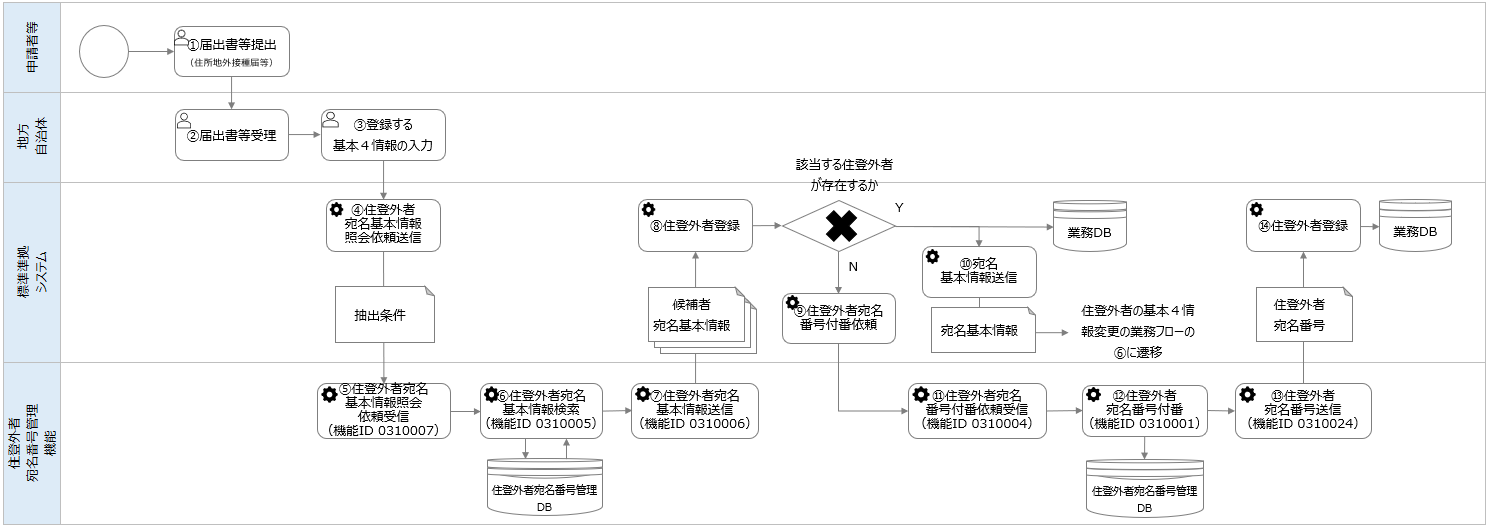 申請者等
①届出書等提出
（住所地外接種届等）
地方
自治体
②届出書等受理
③登録する
基本４情報の入力
標準準拠
システム
④住登外者
宛名基本情報
照会依頼送信
抽出条件
⑧住登外者登録
候補者
宛名基本情報
該当する住登外者
が存在するか
Y
N
⑨住登外者宛名
番号付番依頼
業務DB
⑩宛名
基本情報送信
宛名基本情報
住登外者の基本４情
報変更の業務フローの
⑥に遷移
⑭住登外者登録
業務DB
住登外者
宛名番号
住登外者
宛名番号管理
機能
⑤住登外者宛名
基本情報照会
依頼受信
（機能ID 0310007）
⑥住登外者宛名
基本情報検索
（機能ID 0310005）
住登外者宛名番号管理
DB
⑦住登外者宛名
基本情報送信
（機能ID 0310006）
⑪住登外者宛名
番号付番依頼受信
（機能ID 0310004）
⑫住登外者
宛名番号付番
（機能ID 0310001）
住登外者宛名番号管理
DB
⑬住登外者
宛名番号送信
（機能ID 0310024）